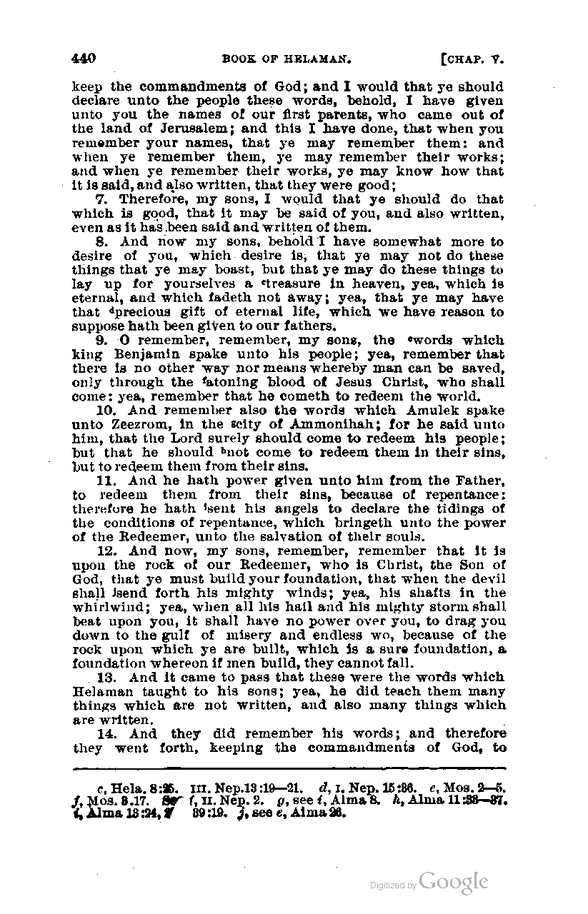 440 BOOK OF HELAMAN. [CHAP. V.
keep the commandments of God; and I would that ye should
declare unto the people these words, behold, I have given
unto you the names of our first parents, who came out of
the land of Jerusalem; and this I have done, that when you
remember your names, that ye may remember them: and
when ye remember them, ye may remember their works;
and when ye remember their works, ye may know how that
it is said, and also written, that they were good;
7. Therefore, my sons, I would that ye should do that
which is good, that it may be said of you, and also written,
even as it has been said and written of them.
8. And now my sons, behold I have somewhat more to
desire of you, which desire is, that ye may not do these
things that ye may boast, but that ye may do these things to
lay up for yourselves a ctreasure in heaven, yea, which is
eternal, and which fadeth not away; yea, that ye may have
that dprecious gift of eternal life, which we have reason to
suppose hath been given to our fathers.
9. O remember, remember, my sons, the ewords which
king Benjamin spake unto his people; yea, remember that
there is no other way nor means whereby man can be saved,
only through the fatoning blood of Jesus Christ, who shall
come: yea, remember that he cometh to redeem the world.
10. And remember also the words which Amulek spake
unto Zeezrom, in the gcity of Ammonihah; for he said unto
him, that the Lord surely should come to redeem his people;
but that he should hnot come to redeem them in their sins,
but to redeem them from their sins.
11. And he hath power given unto him from the Father,
to redeem them from their sins, because of repentance:
therefore he hath isent his angels to declare the tidings of
the conditions of repentance, which bringeth unto the power
of the Redeemer, unto the salvation of their souls.
12. And now, my sons, remember, remember that it is
upon the rock of our Redeemer, who is Christ, the Son of
God, that ye must build your foundation, that when the devil
shall jsend forth his mighty winds; yea, his shafts in the
whirlwind; yea, when all his hail and his mighty storm shall
beat upon you, it shall have no power over you, to drag you
down to the gulf of misery and endless wo, because of the
rock upon which ye are built, which is a sure foundation, a
foundation whereon if men build, they cannot fall.
13. And it came to pass that these were the words which
Helaman taught to his sons; yea, he did teach them many
things which are not written, and also many things which
are written.
14. And they did remember his words; and therefore
they went forth, keeping the commandments of God, to
c, Hela. 8:25. III. Nep. 13:19—21. d, I. Nep. 15:36. e, Mos. 2—5.
f, Mos. 3.17. f, II. Nep. 2. g, see t, Alma 8. h, Alma 11:33—37.
i, Alma 13:24, 39:19. j, see e, Alma 26.
Digitized by Google